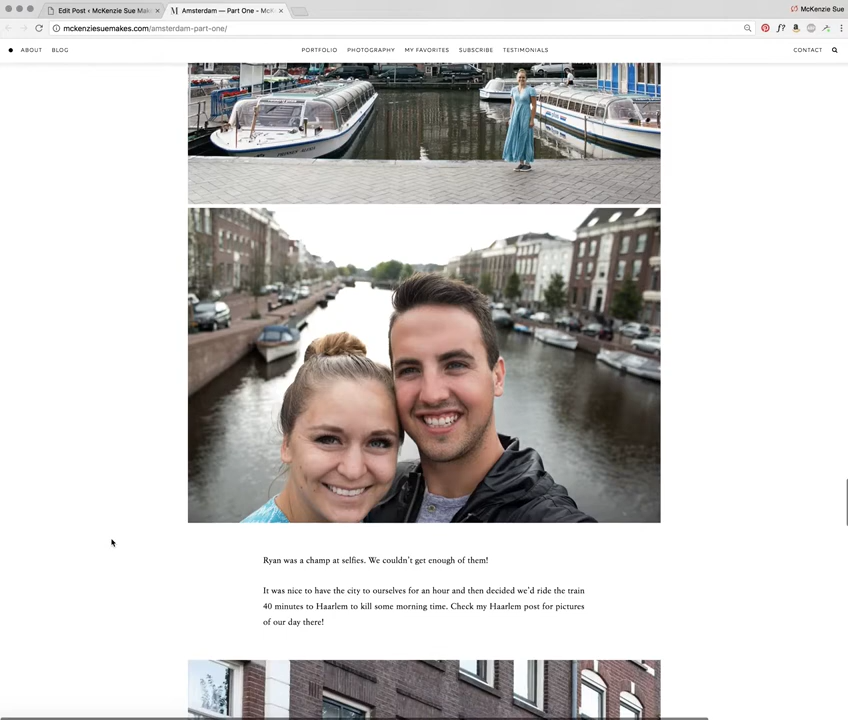 Edit Post ‹ McKenzie Sue Mak
Amsterdam — Part One - McK
McKenzie Sue
mckenziesuemakes.com/amsterdam-part-one/
ABOUT BLOG PORTFOLIO PHOTOGRAPHY MY FAVORITES SUBSCRIBE TESTIMONIALS CONTACT
Ryan was a champ at selfies. We couldn't get enough of them!
It was nice to have the city to ourselves for an hour and then decided we'd ride the train
40 minutes to Haarlem to kill some morning time. Check my Haarlem post for pictures
of our day there!